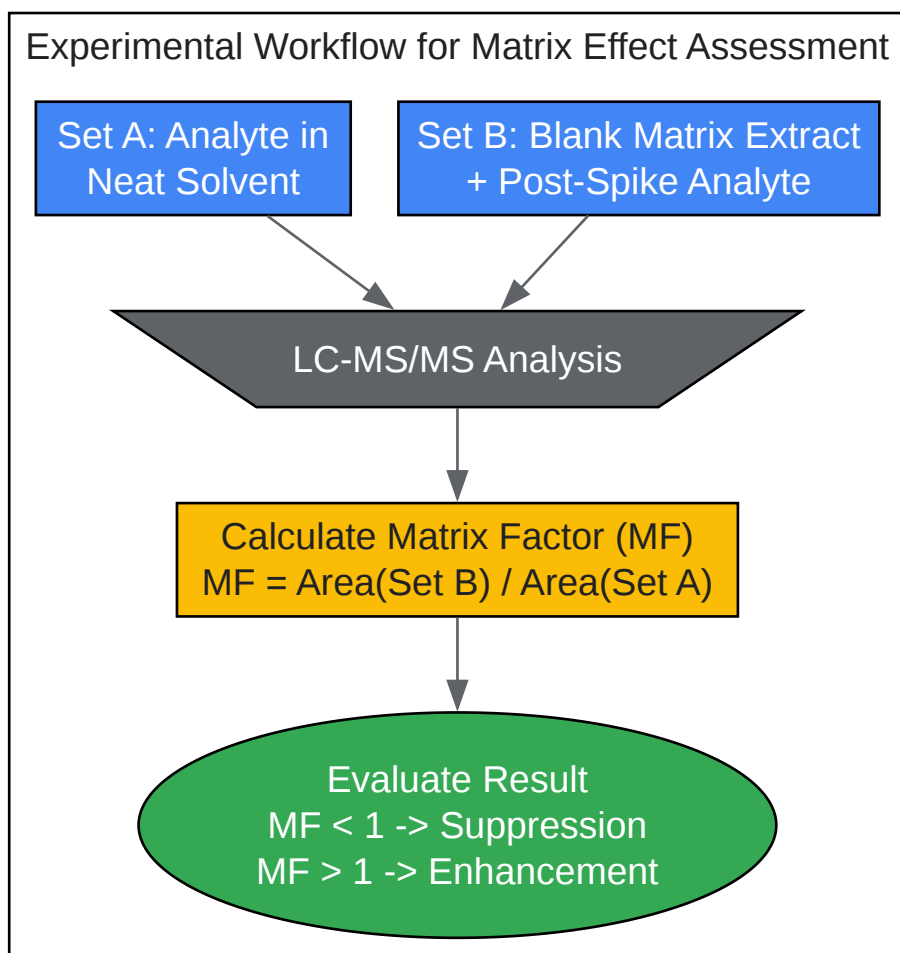 Experimental Workflow for Matrix Effect Assessment
Set A: Analyte in
Neat Solvent
Set B: Blank Matrix Extract
+ Post-Spike Analyte
LC-MS/MS Analysis
Calculate Matrix Factor (MF)
MF = Area(Set B) / Area(Set A)
Evaluate Result
MF < 1 -> Suppression
MF > 1 -> Enhancement